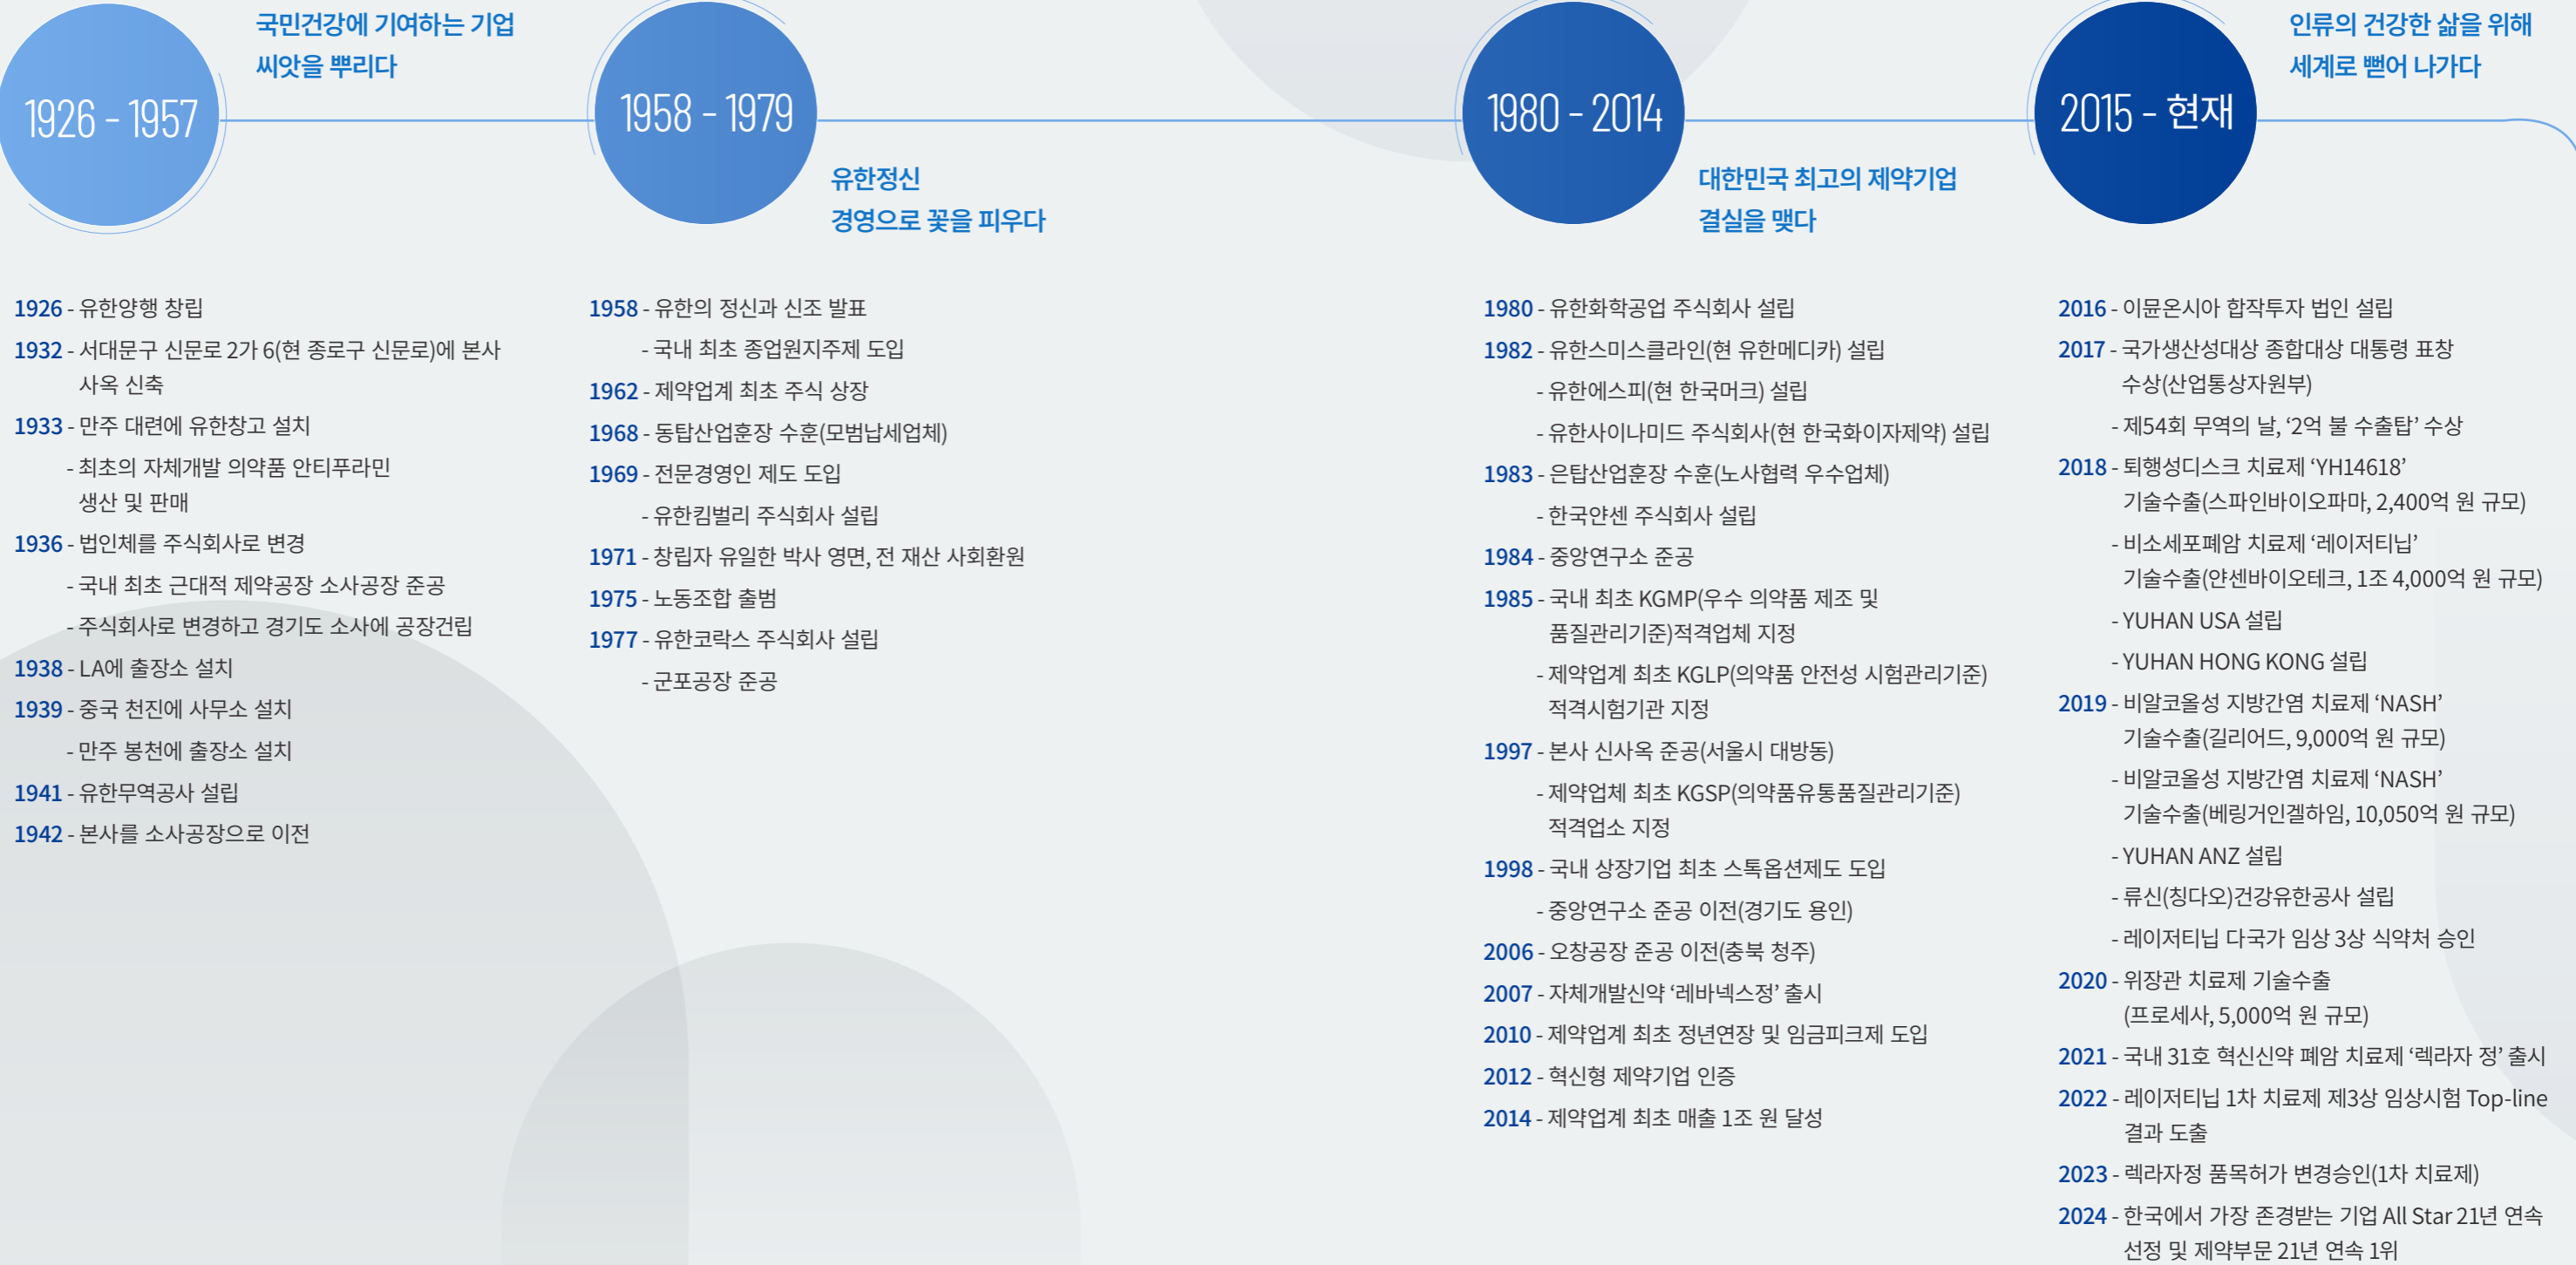 1926 - 1957
국민건강에 기여하는 기업
씨앗을 뿌리다
1926 - 유한양행 창립
1932 - 서대문구 신문로 2가 6(현 종로구 신문로)에 본사
사옥 신축
1933 - 만주 대련에 유한창고 설치
- 최초의 자체개발 의약품 안티푸라민
생산 및 판매
1936 - 법인체를 주식회사로 변경
- 국내 최초 근대적 제약공장 소사공장 준공
- 주식회사로 변경하고 경기도 소사에 공장건립
1938 - LA에 출장소 설치
1939 - 중국 천진에 사무소 설치
- 만주 봉천에 출장소 설치
1941 - 유한무역공사 설립
1942 - 본사를 소사공장으로 이전
1958 - 1979
유한정신
경영으로 꽃을 피우다
1958 - 유한의 정신과 신조 발표
- 국내 최초 종업원지주제 도입
1962 - 제약업계 최초 주식 상장
1968 - 동탑산업훈장 수훈(모범납세업체)
1969 - 전문경영인 제도 도입
- 유한킴벌리 주식회사 설립
1971 - 창립자 유일한 박사 영면, 전 재산 사회환원
1975 - 노동조합 출범
1977 - 유한코락스 주식회사 설립
- 군포공장 준공
1980 - 2014
대한민국 최고의 제약기업
결실을 맺다
1980 - 유한화학공업 주식회사 설립
1982 - 유한스미스클라인(현 유한메디카) 설립
- 유한에스피(현 한국머크) 설립
- 유한사이나미드 주식회사(현 한국화이자제약) 설립
1983 - 은탑산업훈장 수훈(노사협력 우수업체)
- 한국얀센 주식회사 설립
1984 - 중앙연구소 준공
1985 - 국내 최초 KGMP(우수 의약품 제조 및
품질관리기준)적격업체 지정
- 제약업계 최초 KGLP(의약품 안전성 시험관리기준)
적격시험기관 지정
1997 - 본사 신사옥 준공(서울시 대방동)
- 제약업체 최초 KGSP(의약품유통품질관리기준)
적격업소 지정
1998 - 국내 상장기업 최초 스톡옵션제도 도입
- 중앙연구소 준공 이전(경기도 용인)
2006 - 오창공장 준공 이전(충북 청주)
2007 - 자체개발신약 ‘레바넥스정’ 출시
2010 - 제약업계 최초 정년연장 및 임금피크제 도입
2012 - 혁신형 제약기업 인증
2014 - 제약업계 최초 매출 1조 원 달성
2015 - 현재
인류의 건강한 삶을 위해
세계로 뻗어 나가다
2016 - 이뮨온시아 합작투자 법인 설립
2017 - 국가생산성대상 종합대상 대통령 표창
수상(산업통상자원부)
- 제54회 무역의 날, ‘2억 불 수출탑’ 수상
2018 - 퇴행성디스크 치료제 ‘YH14618’
기술수출(스파인바이오파마, 2,400억 원 규모)
- 비소세포폐암 치료제 ‘레이저티닙’
기술수출(얀센바이오테크, 1조 4,000억 원 규모)
- YUHAN USA 설립
- YUHAN HONG KONG 설립
2019 - 비알코올성 지방간염 치료제 ‘NASH’
기술수출(길리어드, 9,000억 원 규모)
- 비알코올성 지방간염 치료제 ‘NASH’
기술수출(베링거인겔하임, 10,050억 원 규모)
- YUHAN ANZ 설립
- 류신(칭다오)건강유한공사 설립
- 레이저티닙 다국가 임상 3상 식약처 승인
2020 - 위장관 치료제 기술수출
(프로세사, 5,000억 원 규모)
2021 - 국내 31호 혁신신약 폐암 치료제 ‘렉라자 정’ 출시
2022 - 레이저티닙 1차 치료제 제3상 임상시험 Top-line
결과 도출
2023 - 렉라자정 품목허가 변경승인(1차 치료제)
2024 - 한국에서 가장 존경받는 기업 All Star 21년 연속
선정 및 제약부문 21년 연속 1위